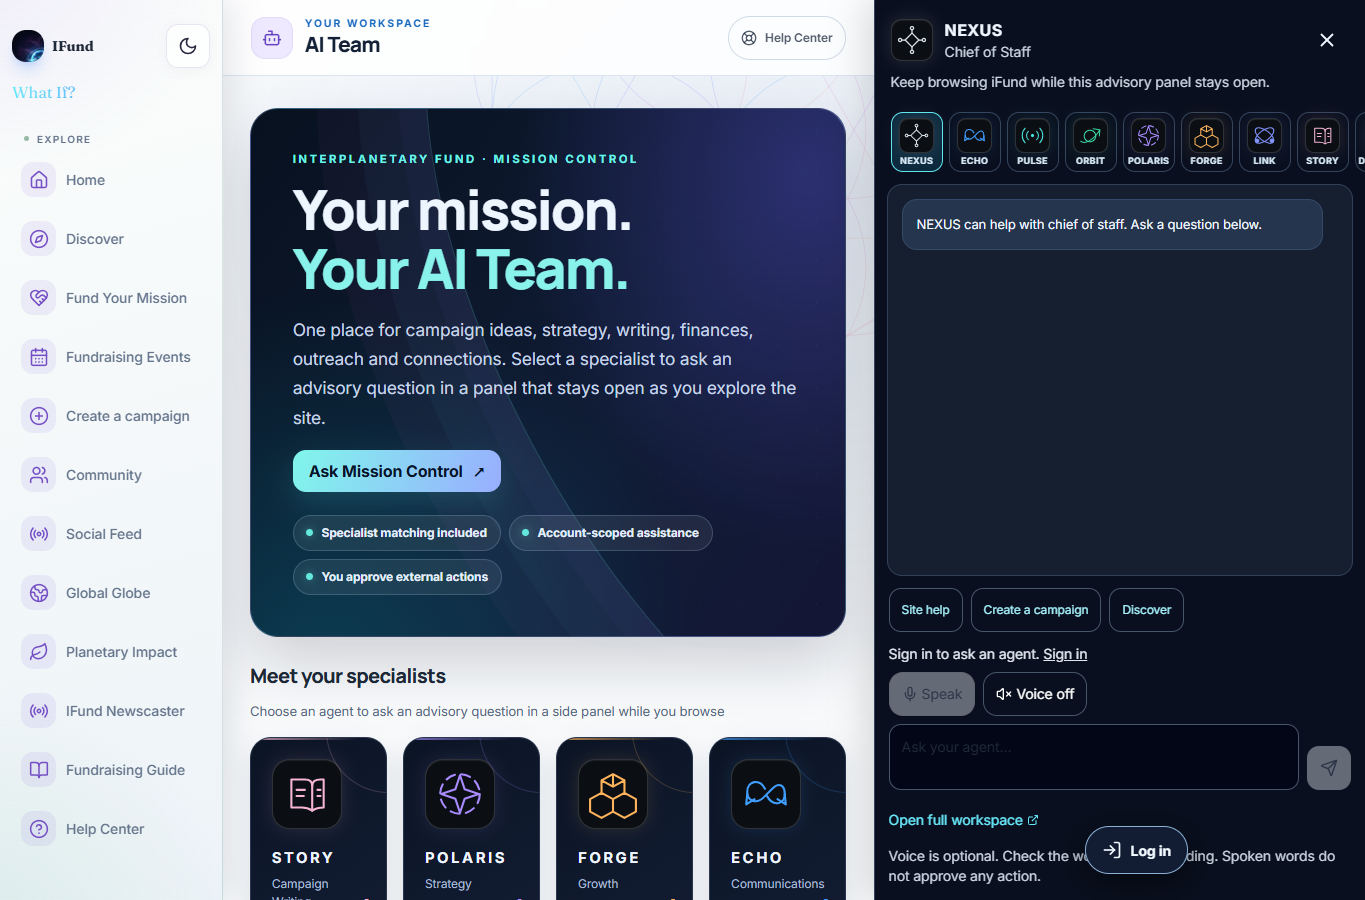 IFund
What If?
EXPLORE
Home
Discover
Fund Your Mission
Fundraising Events
Create a campaign
Community
Social Feed
Global Globe
Planetary Impact
IFund Newscaster
Fundraising Guide
Help Center
YOUR WORKSPACE
AI Team
Help Center
INTERPLANETARY FUND · MISSION CONTROL
Your mission.
Your AI Team.
One place for campaign ideas, strategy, writing, finances,
outreach and connections. Select a specialist to ask an
advisory question in a panel that stays open as you explore the
site.
Ask Mission Control ↗
Specialist matching included
Account-scoped assistance
You approve external actions
Meet your specialists
Choose an agent to ask an advisory question in a side panel while you browse
STORY
Campaign
POLARIS
Strategy
FORGE
Growth
ECHO
Communications
NEXUS
Chief of Staff
Keep browsing iFund while this advisory panel stays open.
NEXUS
ECHO
PULSE
ORBIT
POLARIS
FORGE
LINK
STORY
NEXUS can help with chief of staff. Ask a question below.
Site help
Create a campaign
Discover
Sign in to ask an agent. Sign in
Speak
Voice off
Ask your agent...
Open full workspace
Log in
Voice is optional. Check the ding. Spoken words do
not approve any action.